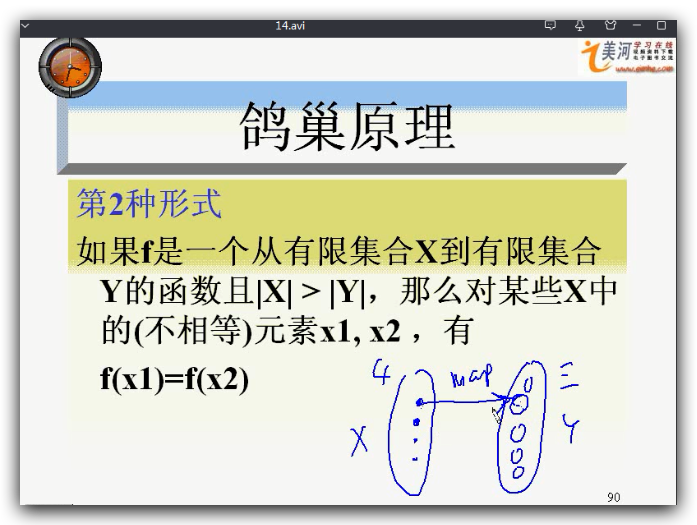 14.avi
美河学习在线
www.eimhe.com
鸽巢原理
第2种形式
如果f是一个从有限集合X到有限集合
Y的函数且|X| > |Y|，那么对某些X中
的(不相等)元素x1, x2 ，有
f(x1)=f(x2)
4 map 三
X Y
90